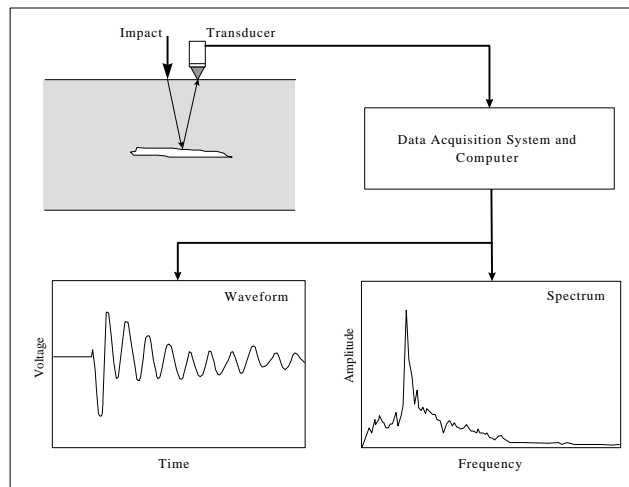 Impact Transducer
Data Acquisition System and
Computer
Waveform
Voltage
Time
Spectrum
Amplitude
Frequency